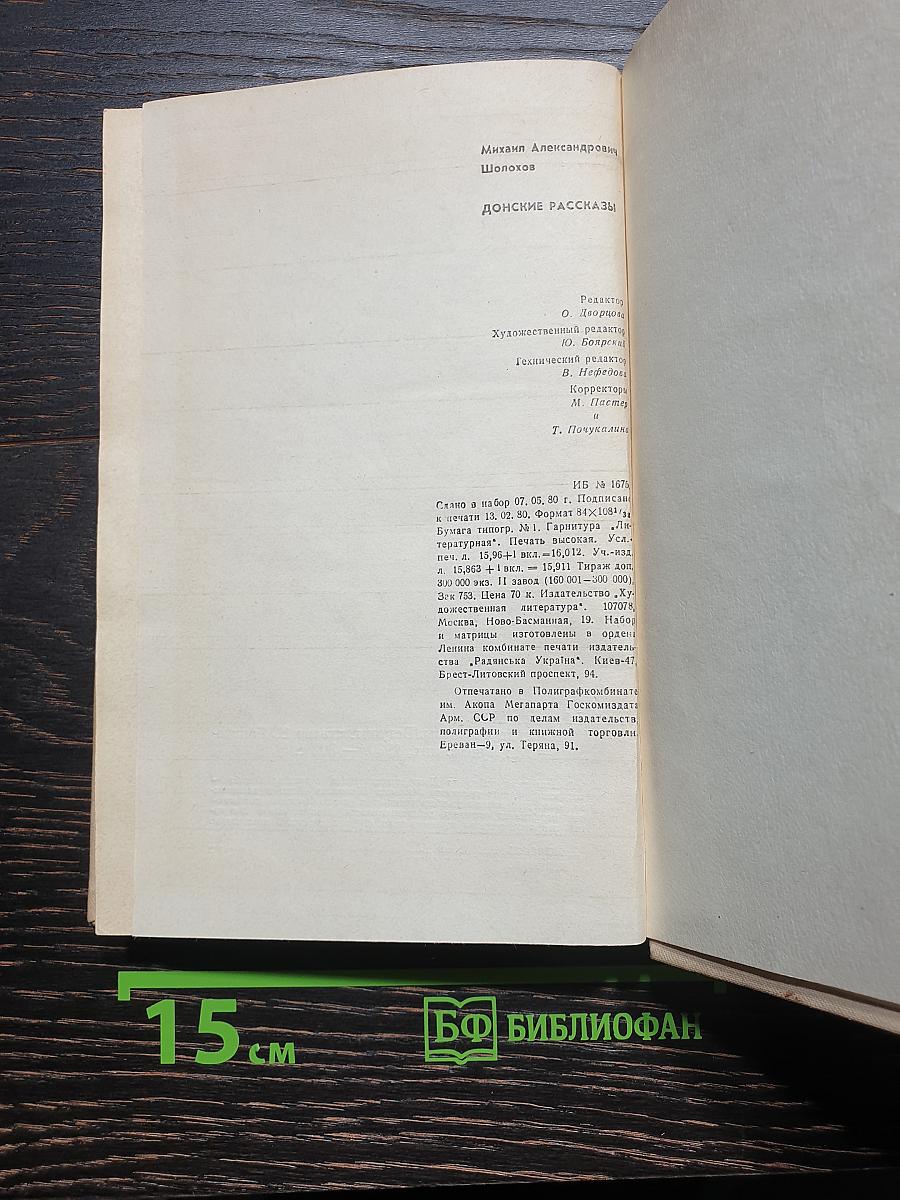 Михаил Александрович
Шолохов
ДОНСКИЕ РАССКАЗЫ
Редактор
О. Дворцова
Художественный редактор
Ю. Боярский
Технический редактор
В. Нефедова
Корректоры
М. Пастер
и
Т. Почукалина
ИБ № 1675
Сдано в набор 07. 05. 80 г. Подписано
к печати 13. 02. 80. Формат 84×108¹/₃₂
Бумага типогр. № 1. Гарнитура „Ли-
тературная“. Печать высокая. Усл.-
печ. л. 15,96+1 вкл.=16,012. Уч.-изд.
л. 15,863 + 1 вкл. = 15,911 Тираж доп.
300 000 экз. II завод (160 001—300 000).
Зак 753. Цена 70 к. Издательство „Ху-
дожественная литература“. 107078,
Москва, Ново-Басманная, 19. Набор
и матрицы изготовлены в ордена
Ленина комбинате печати издатель-
ства „Радянська Україна“. Киев-47,
Брест-Литовский проспект, 94.
Отпечатано в Полиграфкомбинате
им. Акопа Мегапарта Госкомиздата
Арм. ССР по делам издательств,
полиграфии и книжной торговли.
Ереван—9, ул. Теряна, 91.
15 см
БФ БИБЛИОФАН